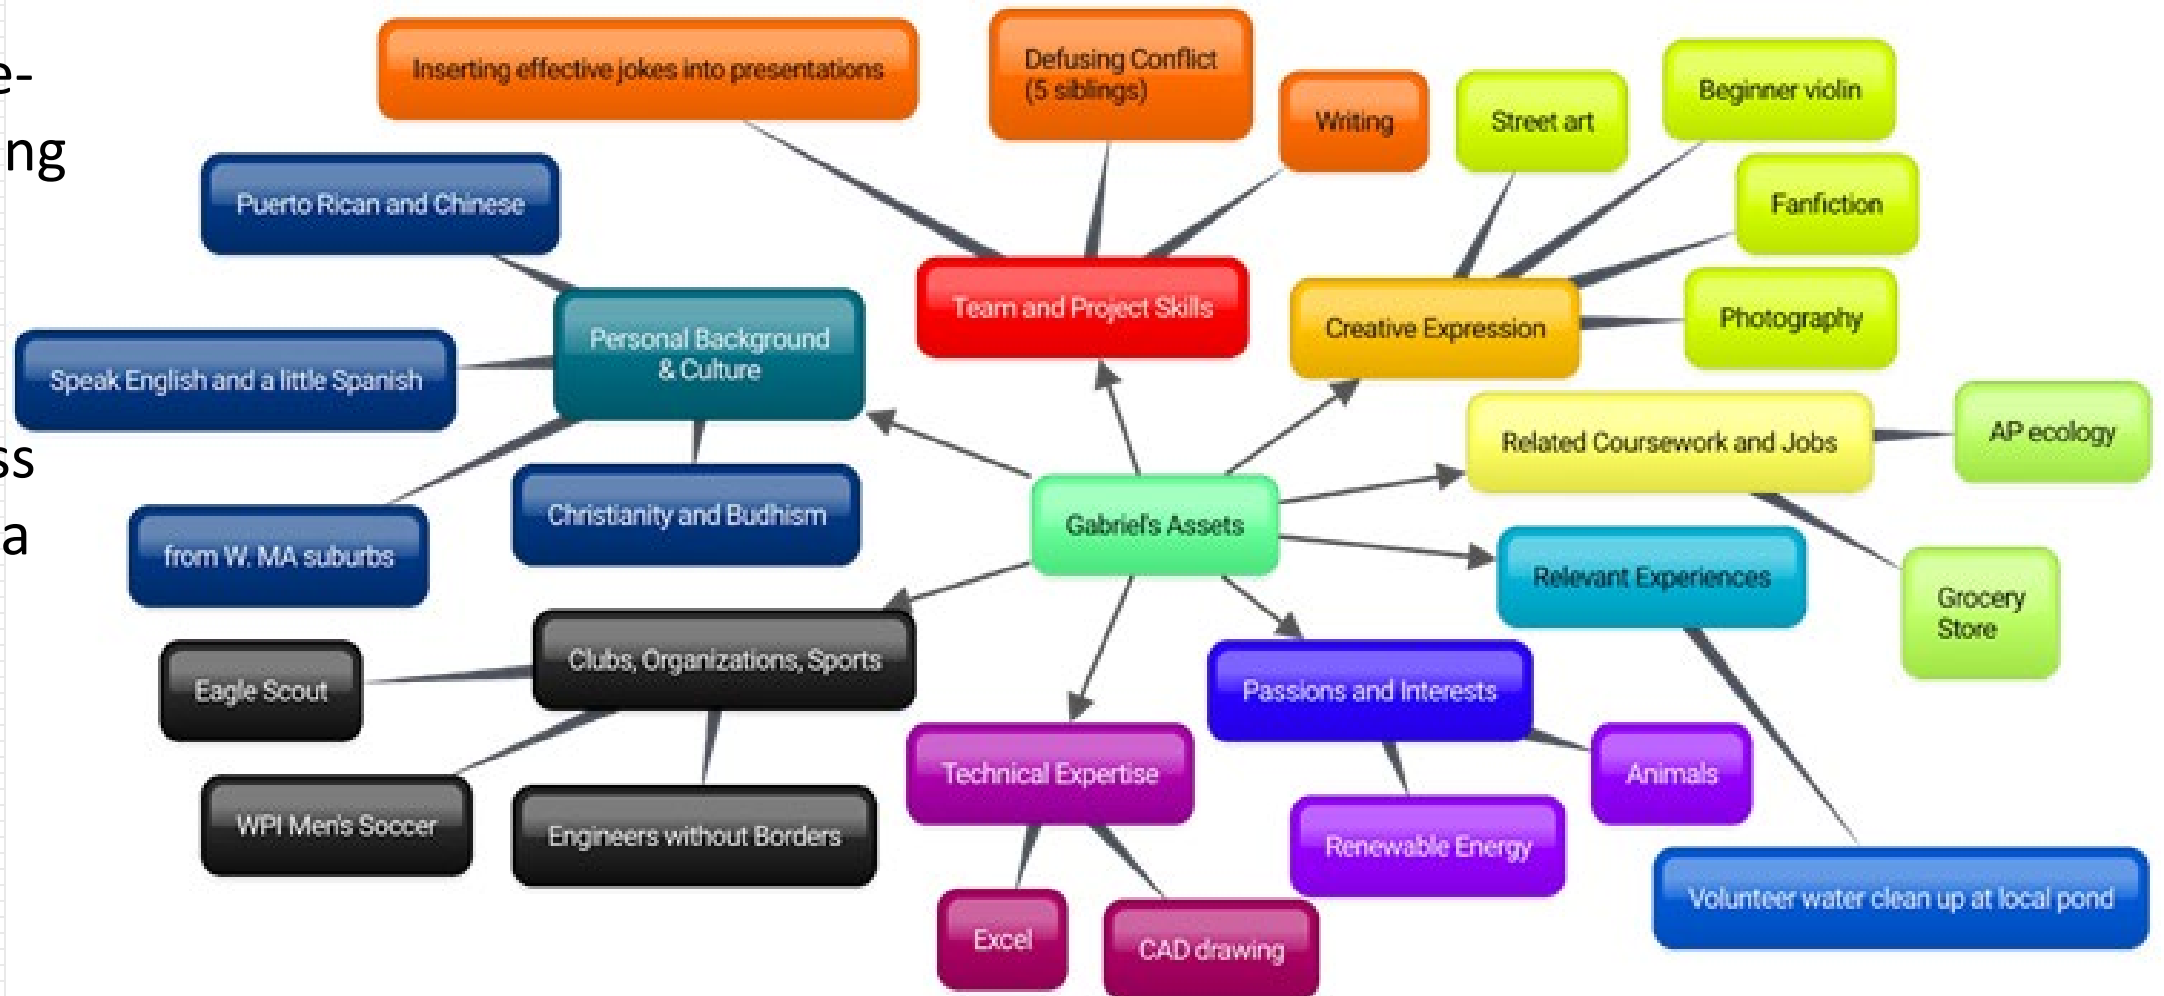 e-
ng
ss
a
Inserting effective jokes into presentations
Defusing Conflict
(5 siblings)
Writing
Street art
Beginner violin
Fanfiction
Photography
Puerto Rican and Chinese
Speak English and a little Spanish
from W. MA suburbs
Christianity and Budhism
Personal Background
& Culture
Team and Project Skills
Creative Expression
Related Coursework and Jobs
AP ecology
Grocery
Store
Gabriel's Assets
Relevant Experiences
Clubs, Organizations, Sports
Eagle Scout
WPI Men's Soccer
Engineers without Borders
Technical Expertise
Excel
CAD drawing
Passions and Interests
Animals
Renewable Energy
Volunteer water clean up at local pond